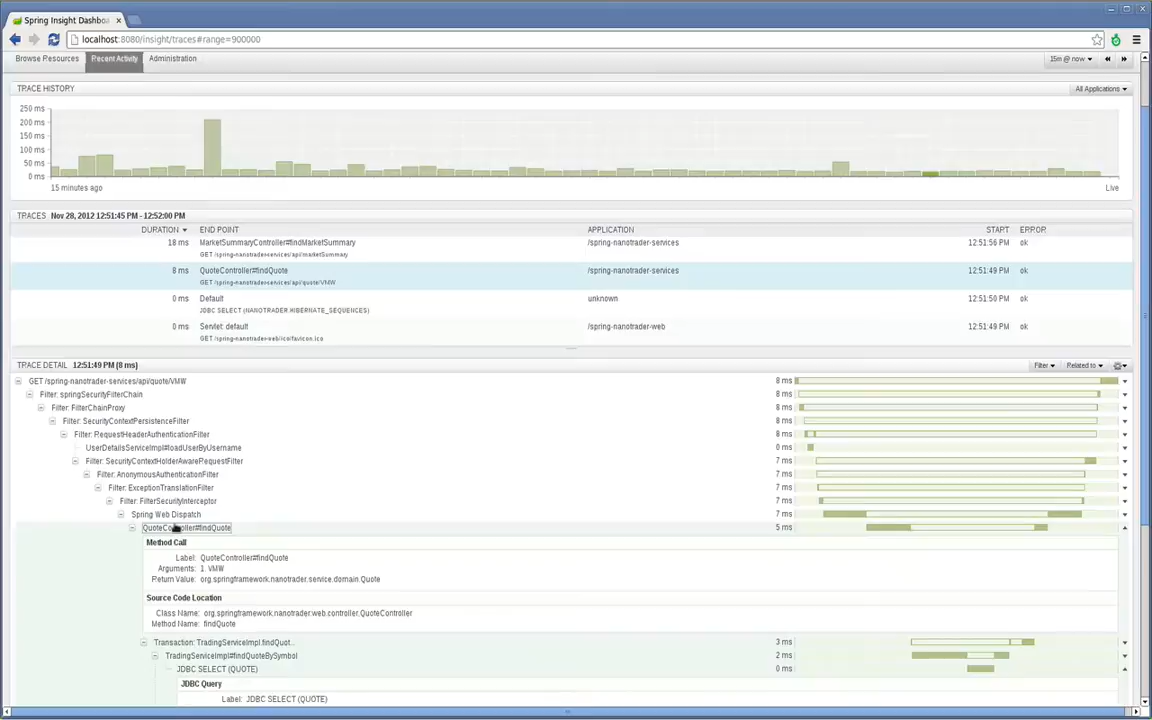 Spring Insight Dashboa
localhost:8080/insight/traces#range=900000
Browse Resources Recent Activity Administration 15m @ now
TRACE HISTORY All Applications
250 ms
200 ms
150 ms
100 ms
50 ms
0 ms
15 minutes ago Live
TRACES Nov 28, 2012 12:51:45 PM - 12:52:00 PM
DURATION END POINT APPLICATION START ERROR
18 ms MarketSummaryController#findMarketSummary /spring-nanotrader-services 12:51:56 PM ok
GET /spring-nanotrader-services/api/marketSummary
8 ms QuoteController#findQuote /spring-nanotrader-services 12:51:49 PM ok
GET /spring-nanotrader-services/api/quote/VMW
0 ms Default unknown 12:51:50 PM ok
JDBC SELECT (NANOTRADER.HIBERNATE_SEQUENCES)
0 ms Servlet: default /spring-nanotrader-web 12:51:49 PM ok
GET /spring-nanotrader-web/ico/favicon.ico
TRACE DETAIL 12:51:49 PM (8 ms) Filter Related to
GET /spring-nanotrader-services/api/quote/VMW 8 ms
Filter: springSecurityFilterChain 8 ms
Filter: FilterChainProxy 8 ms
Filter: SecurityContextPersistenceFilter 8 ms
Filter: RequestHeaderAuthenticationFilter 8 ms
UserDetailsServiceImpl#loadUserByUsername 0 ms
Filter: SecurityContextHolderAwareRequestFilter 7 ms
Filter: AnonymousAuthenticationFilter 7 ms
Filter: ExceptionTranslationFilter 7 ms
Filter: FilterSecurityInterceptor 7 ms
Spring Web Dispatch 7 ms
QuoteController#findQuote 5 ms
Method Call
Label: QuoteController#findQuote
Arguments: 1. VMW
Return Value: org.springframework.nanotrader.service.domain.Quote
Source Code Location
Class Name: org.springframework.nanotrader.web.controller.QuoteController
Method Name: findQuote
Transaction: TradingServiceImpl.findQuot... 3 ms
TradingServiceImpl#findQuoteBySymbol 2 ms
JDBC SELECT (QUOTE) 0 ms
JDBC Query
Label: JDBC SELECT (QUOTE)